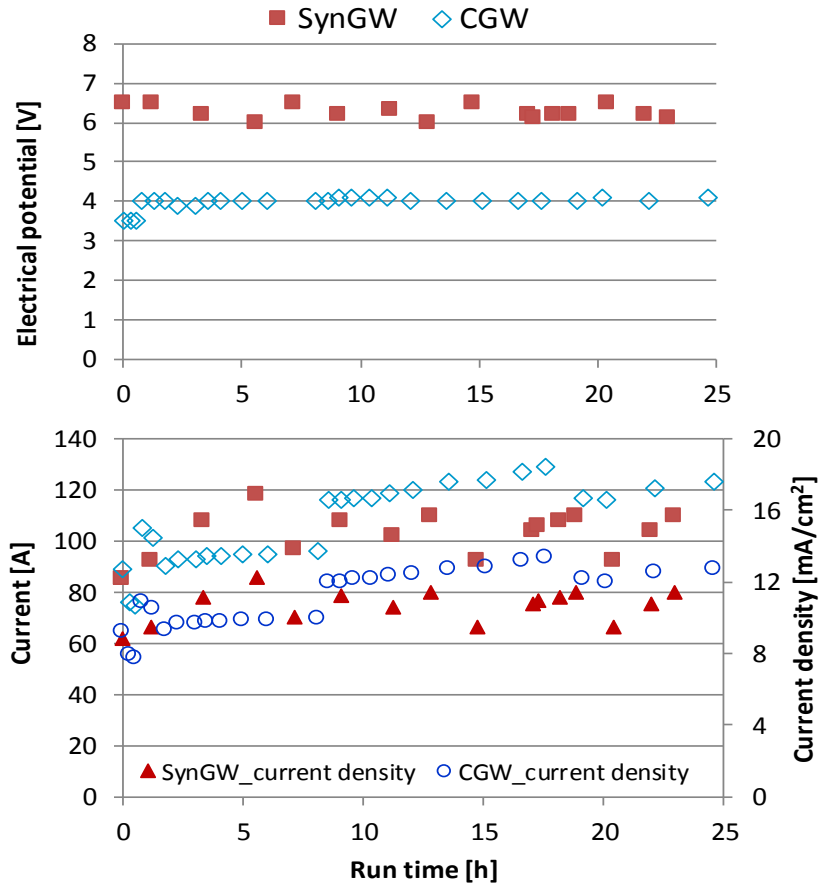 SynGW CGW
Electrical potential [V]
8
7
6
5
4
3
2
1
0
0 5 10 15 20 25
Current [A]
140
120
100
80
60
40
20
0
Current density [mA/cm²]
20
16
12
8
4
0
SynGW_current density CGW_current density
0 5 10 15 20 25
Run time [h]